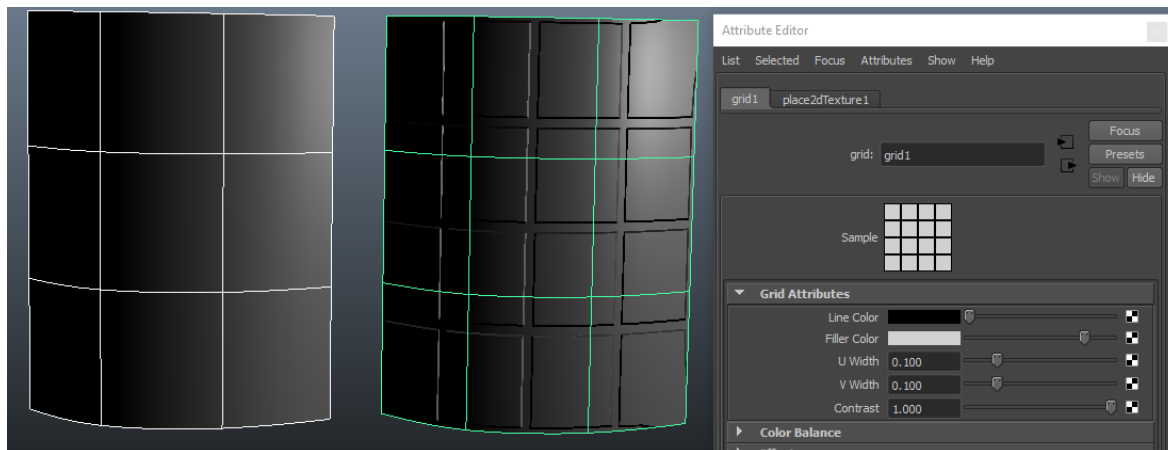 Attribute Editor
x
List Selected Focus Attributes Show Help
grid1 place2dTexture1
grid: grid1
Focus
Presets
Show Hide
Sample
Grid Attributes
Line Color
Filler Color
U Width 0.100
V Width 0.100
Contrast 1.000
Color Balance